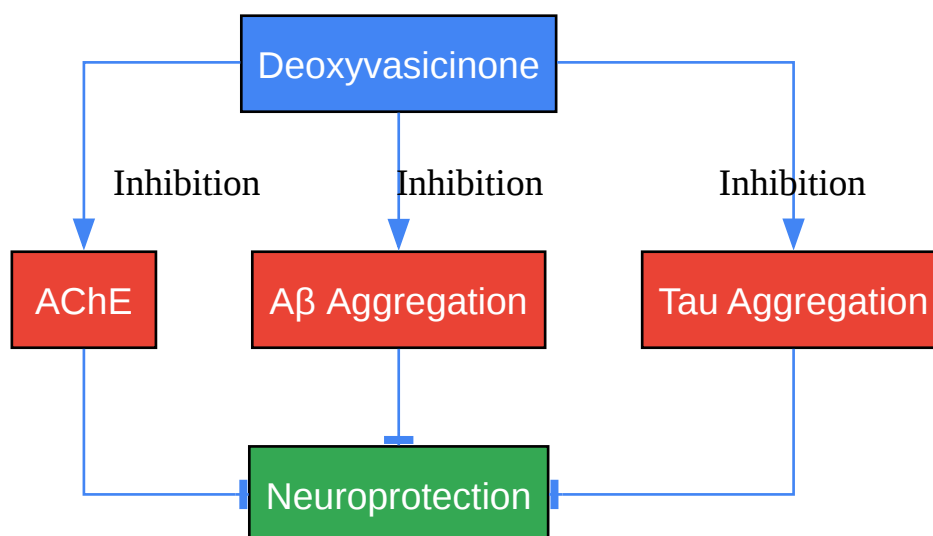 Deoxyvasicinone
Inhibition
Inhibition
Inhibition
AChE
Aβ Aggregation
Tau Aggregation
Neuroprotection